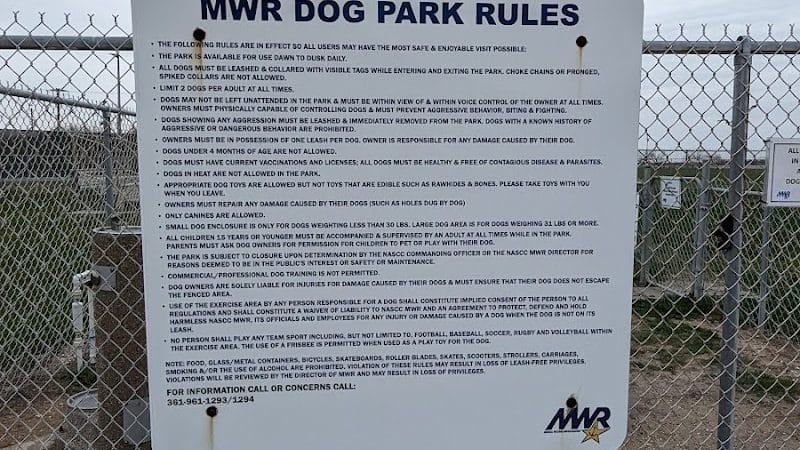 MWR DOG PARK RULES
• THE FOLLOWING RULES ARE IN EFFECT SO ALL USERS MAY HAVE THE MOST SAFE & ENJOYABLE VISIT POSSIBLE:
• THE PARK IS AVAILABLE FOR USE DAWN TO DUSK DAILY.
• ALL DOGS MUST BE LEASHED & COLLARED WITH VISIBLE TAGS WHILE ENTERING AND EXITING THE PARK. CHOKE CHAINS OR PRONGED,
SPIKED COLLARS ARE NOT ALLOWED.
• LIMIT 2 DOGS PER ADULT AT ALL TIMES.
• DOGS MAY NOT BE LEFT UNATTENDED IN THE PARK & MUST BE WITHIN VIEW OF & WITHIN VOICE CONTROL OF THE OWNER AT ALL TIMES.
OWNERS MUST PHYSICALLY CAPABLE OF CONTROLLING DOGS & MUST PREVENT AGGRESSIVE BEHAVIOR, BITING & FIGHTING.
• DOGS SHOWING ANY AGGRESSION MUST BE LEASHED & IMMEDIATELY REMOVED FROM THE PARK. DOGS WITH A KNOWN HISTORY OF
AGGRESSIVE OR DANGEROUS BEHAVIOR ARE PROHIBITED.
• OWNERS MUST BE IN POSSESSION OF ONE LEASH PER DOG. OWNER IS RESPONSIBLE FOR ANY DAMAGE CAUSED BY THEIR DOG.
• DOGS UNDER 4 MONTHS OF AGE ARE NOT ALLOWED.
• DOGS MUST HAVE CURRENT VACCINATIONS AND LICENSES; ALL DOGS MUST BE HEALTHY & FREE OF CONTAGIOUS DISEASE & PARASITES.
• DOGS IN HEAT ARE NOT ALLOWED IN THE PARK.
• APPROPRIATE DOG TOYS ARE ALLOWED BUT NOT TOYS THAT ARE EDIBLE SUCH AS RAWHIDES & BONES. PLEASE TAKE TOYS WITH YOU
WHEN YOU LEAVE.
• OWNERS MUST REPAIR ANY DAMAGE CAUSED BY THEIR DOGS (SUCH AS HOLES DUG BY DOG)
• ONLY CANINES ARE ALLOWED.
• SMALL DOG ENCLOSURE IS ONLY FOR DOGS WEIGHTING LESS THAN 30 LBS. LARGE DOG AREA IS FOR DOGS WEIGHING 31 LBS OR MORE.
• ALL CHILDREN 15 YEARS OR YOUNGER MUST BE ACCOMPANIED & SUPERVISED BY AN ADULT AT ALL TIMES WHILE IN THE PARK.
PARENTS MUST ASK DOG OWNERS FOR PERMISSION FOR CHILDREN TO PET OR PLAY WITH THEIR DOG.
• THE PARK IS SUBJECT TO CLOSURE UPON DETERMINATION BY THE NASCC COMMANDING OFFICER OR THE NASCC MWR DIRECTOR FOR
REASONS DEEMED TO BE IN THE PUBLIC'S INTEREST OR SAFETY OR MAINTENANCE.
• COMMERCIAL/PROFESSIONAL DOG TRAINING IS NOT PERMITTED.
• DOG OWNERS ARE SOLELY LIABLE FOR INJURIES FOR DAMAGE CAUSED BY THEIR DOGS & MUST ENSURE THAT THEIR DOG DOES NOT ESCAPE
THE FENCED AREA.
• USE OF THE EXERCISE AREA BY ANY PERSON RESPONSIBLE FOR A DOG SHALL CONSTITUTE IMPLIED CONSENT OF THE PERSON TO ALL
REGULATIONS AND SHALL CONSTITUTE A WAIVER OF LIABILITY TO NASCC MWR AND AN AGREEMENT TO PROTECT, DEFEND AND HOLD
HARMLESS NASCC MWR, ITS OFFICIALS AND EMPLOYEES FOR ANY INJURY OR DAMAGE CAUSED BY A DOG WHEN THE DOG IS NOT ON ITS
LEASH.
• NO PERSON SHALL PLAY ANY TEAM SPORT INCLUDING, BUT NOT LIMITED TO, FOOTBALL, BASEBALL, SOCCER, RUGBY AND VOLLEYBALL WITHIN
THE EXERCISE AREA. THE USE OF A FRISBEE IS PERMITTED WHEN USED AS A PLAY TOY FOR THE DOG.
NOTE: FOOD, GLASS/METAL CONTAINERS, BICYCLES, SKATEBOARDS, ROLLER BLADES, SKATES, SCOOTERS, STROLLERS, CARRIAGES,
SMOKING &/OR THE USE OF ALCOHOL ARE PROHIBITED. VIOLATION OF THESE RULES MAY RESULT IN LOSS OF LEASH-FREE PRIVILEGES.
VIOLATIONS WILL BE REVIEWED BY THE DIRECTOR OF MWR AND MAY RESULT IN LOSS OF PRIVILEGES.
FOR INFORMATION CALL OR CONCERNS CALL:
361-961-1293/1294
MWR
ALL
IN
DOG